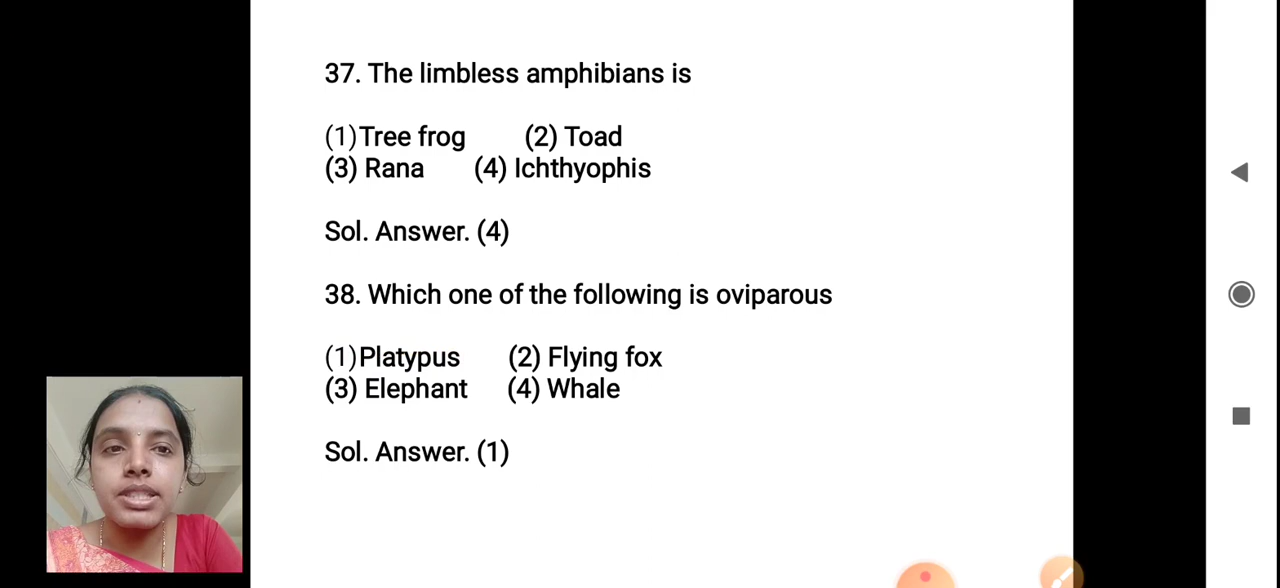 37. The limbless amphibians is
(1)Tree frog (2) Toad
(3) Rana (4) Ichthyophis
Sol. Answer. (4)
38. Which one of the following is oviparous
(1)Platypus (2) Flying fox
(3) Elephant (4) Whale
Sol. Answer. (1)